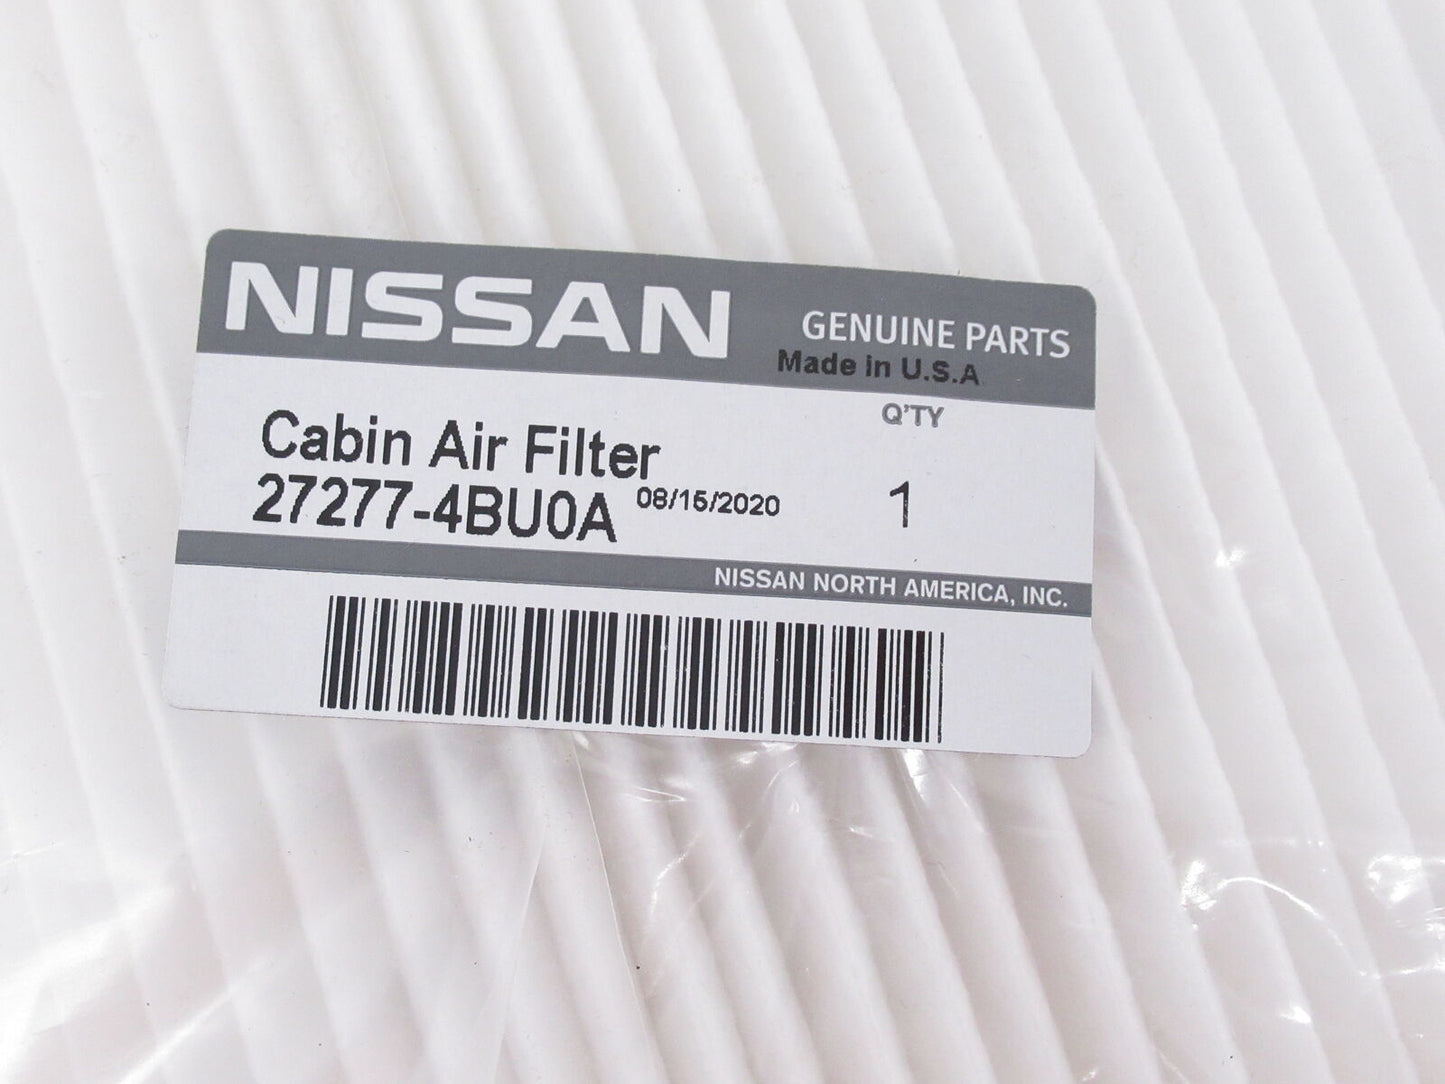 NISSAN
GENUINE PARTS
Made in U.S.A
Q'TY
Cabin Air Filter
27277-4BU0A 08/15/2020 1
NISSAN NORTH AMERICA, INC.